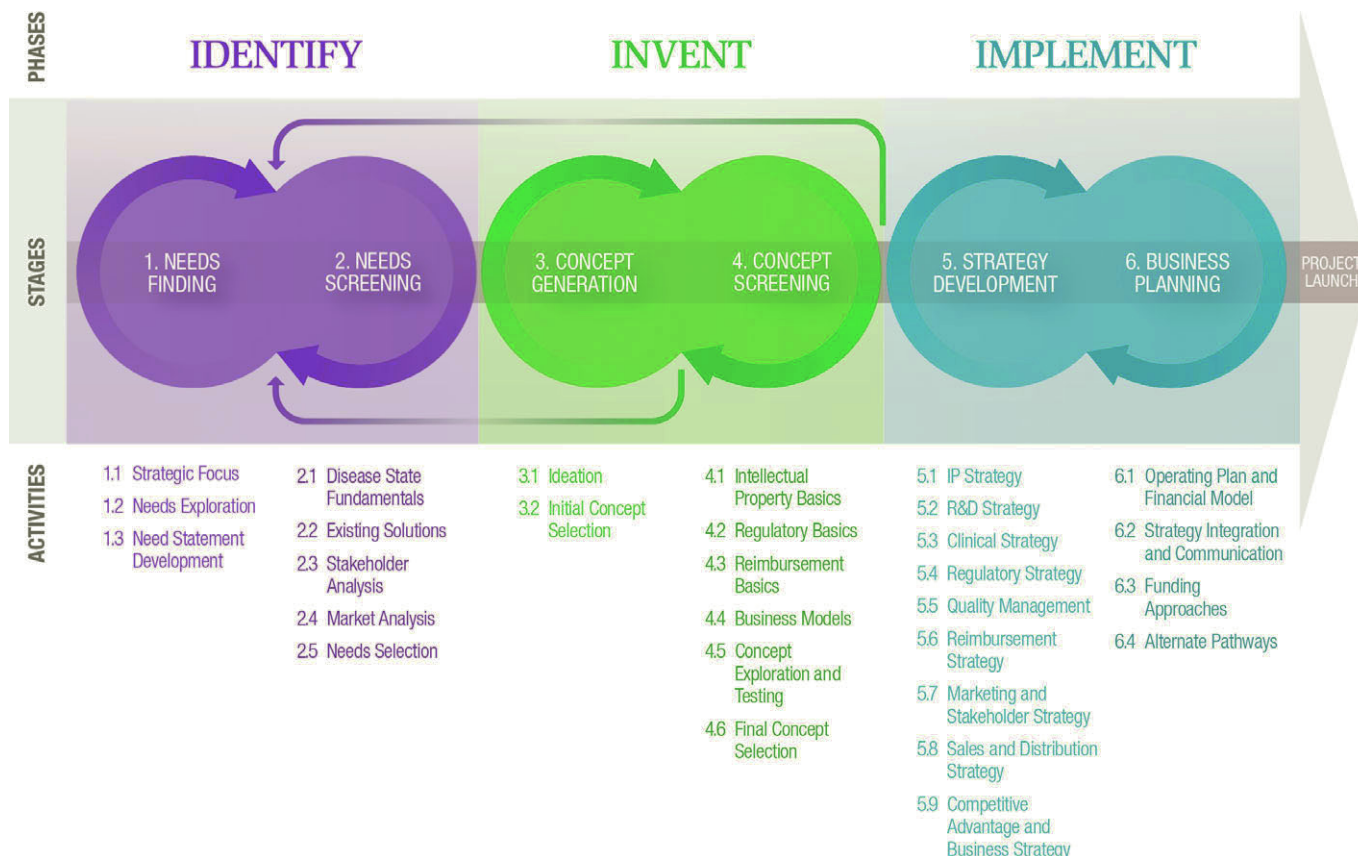 PHASES
IDENTIFY
INVENT
IMPLEMENT
STAGES
1. NEEDS
FINDING
2. NEEDS
SCREENING
3. CONCEPT
GENERATION
4. CONCEPT
SCREENING
5. STRATEGY
DEVELOPMENT
6. BUSINESS
PLANNING
PROJECT
LAUNCH
ACTIVITIES
1.1 Strategic Focus
1.2 Needs Exploration
1.3 Need Statement
Development
2.1 Disease State
Fundamentals
2.2 Existing Solutions
2.3 Stakeholder
Analysis
2.4 Market Analysis
2.5 Needs Selection
3.1 Ideation
3.2 Initial Concept
Selection
4.1 Intellectual
Property Basics
4.2 Regulatory Basics
4.3 Reimbursement
Basics
4.4 Business Models
4.5 Concept
Exploration and
Testing
4.6 Final Concept
Selection
5.1 IP Strategy
5.2 R&D Strategy
5.3 Clinical Strategy
5.4 Regulatory Strategy
5.5 Quality Management
5.6 Reimbursement
Strategy
5.7 Marketing and
Stakeholder Strategy
5.8 Sales and Distribution
Strategy
5.9 Competitive
Advantage and
Business Strategy
6.1 Operating Plan and
Financial Model
6.2 Strategy Integration
and Communication
6.3 Funding
Approaches
6.4 Alternate Pathways